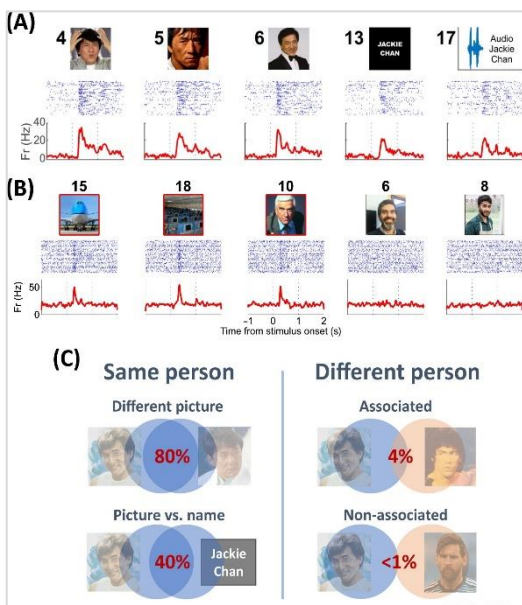 (A)
4 5 6 13 17
JACKIE
CHAN
Audio
Jackie
Chan
Fr (Hz)
40
20
0
(B)
15 18 10 6 8
Fr (Hz)
50
0
-1 0 1 2
Time from stimulus onset (s)
(C)
Same person Different person
Different picture Associated
80% 4%
Picture vs. name Non-associated
40% Jackie
Chan
<1%